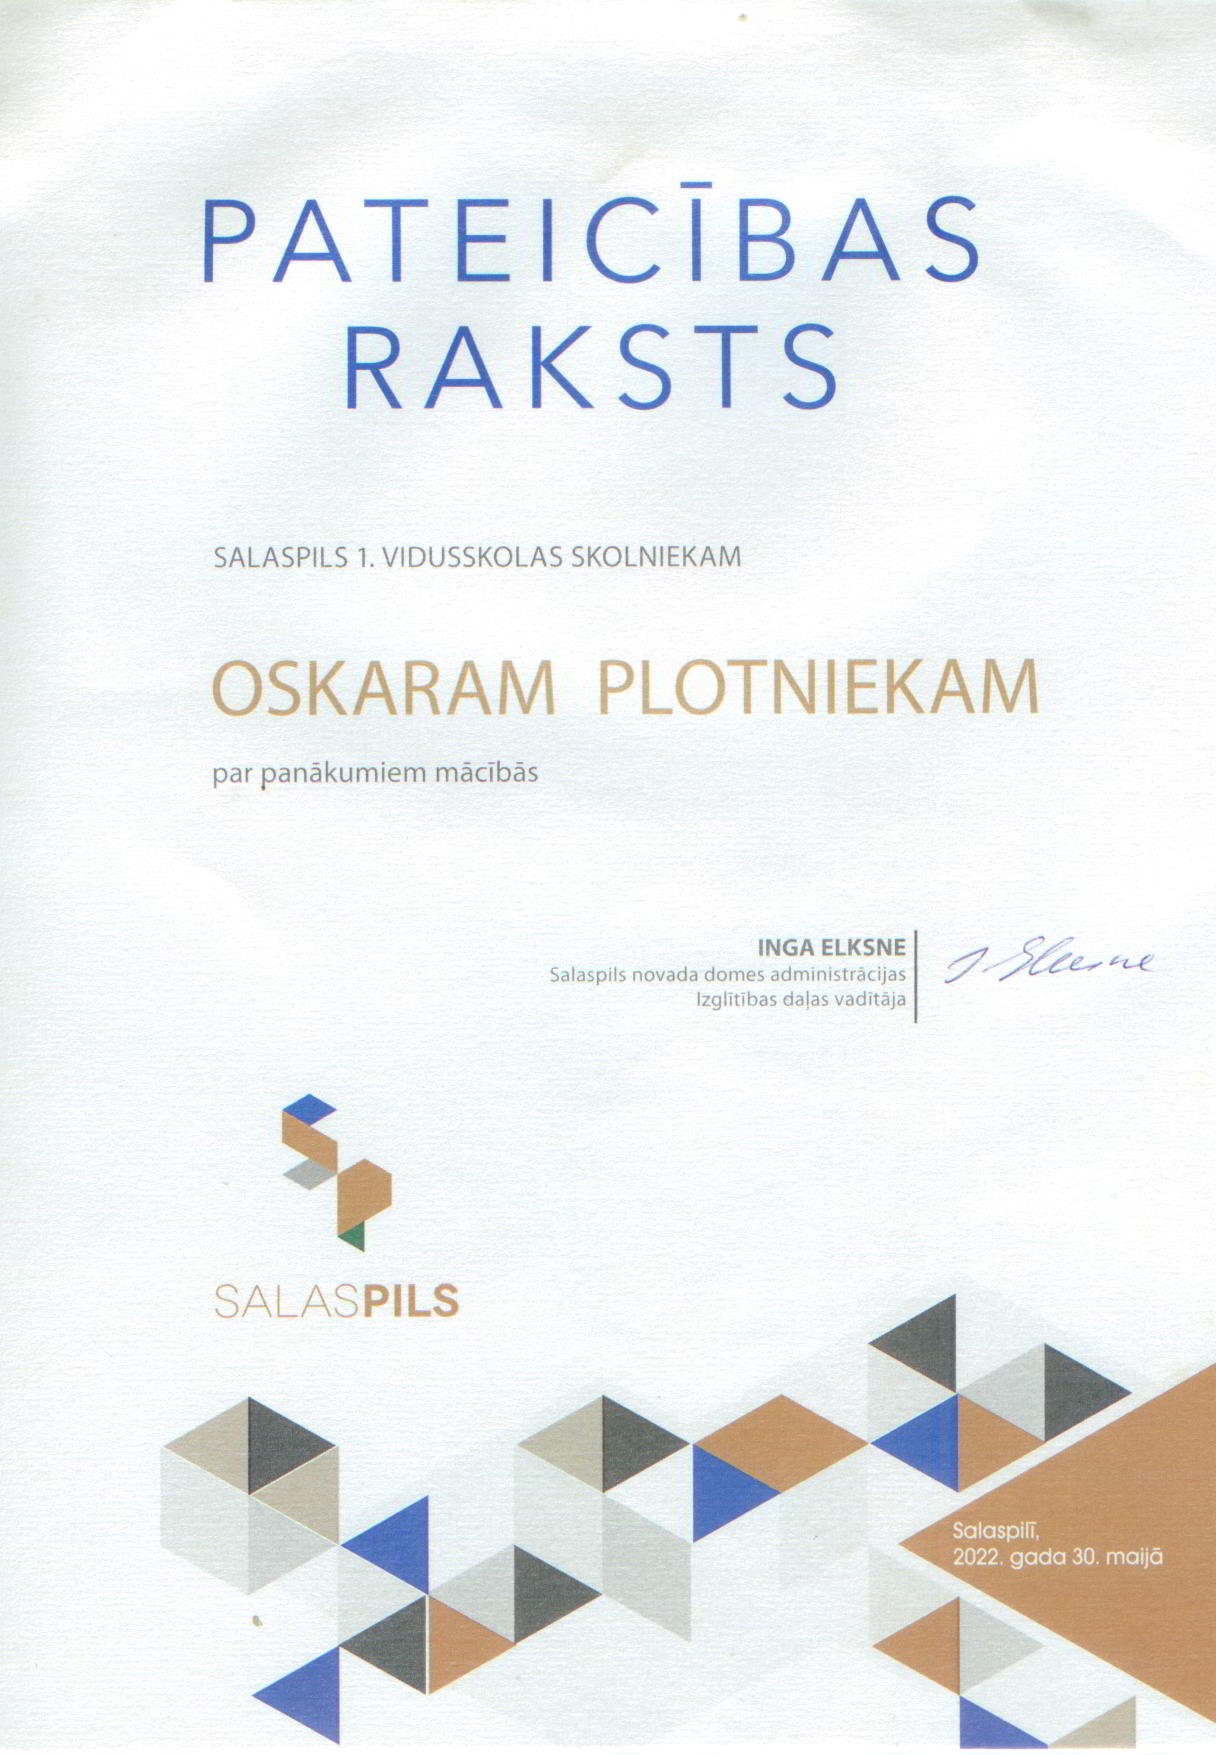 PATEICĪBAS
RAKSTS
SALASPILS 1. VIDUSSKOLAS SKOLNIEKAM
OSKARAM PLOTNIEKAM
par panākumiem mācībās
INGA ELKSNE
Salaspils novada domes administrācijas
Izglītības daļas vadītāja
I. Elksne
SALASPILS
Salaspilī,
2022. gada 30. maijā